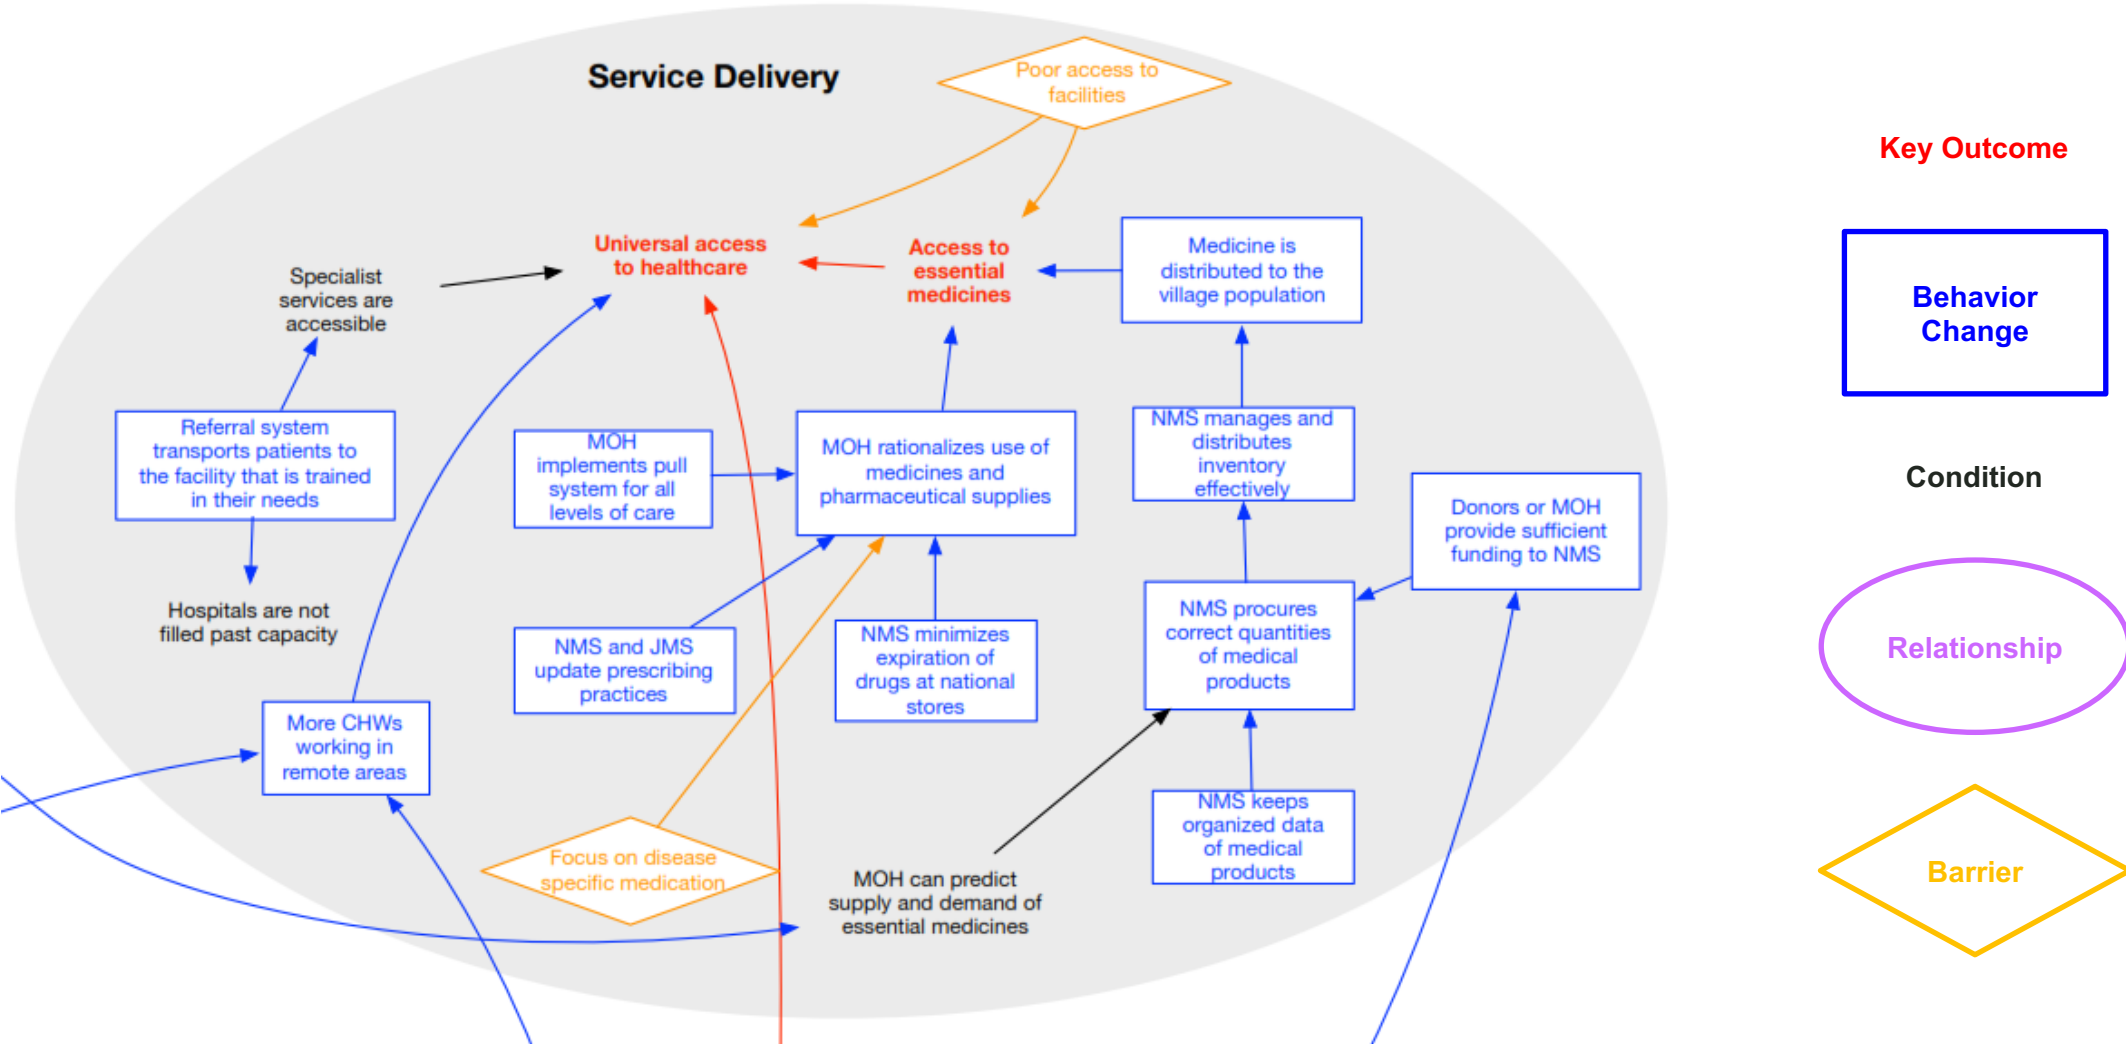 Service Delivery
Poor access to
facilities
Universal access
to healthcare
Access to
essential
medicines
Medicine is
distributed to the
village population
Specialist
services are
accessible
Referral system
transports patients to
the facility that is trained
in their needs
MOH
implements pull
system for all
levels of care
MOH rationalizes use of
medicines and
pharmaceutical supplies
NMS manages and
distributes
inventory
effectively
Donors or MOH
provide sufficient
funding to NMS
Hospitals are not
filled past capacity
NMS and JMS
update prescribing
practices
NMS minimizes
expiration of
drugs at national
stores
NMS procures
correct quantities
of medical
products
More CHWs
working in
remote areas
Focus on disease
specific medication
MOH can predict
supply and demand of
essential medicines
NMS keeps
organized data
of medical
products
Key Outcome
Behavior
Change
Condition
Relationship
Barrier